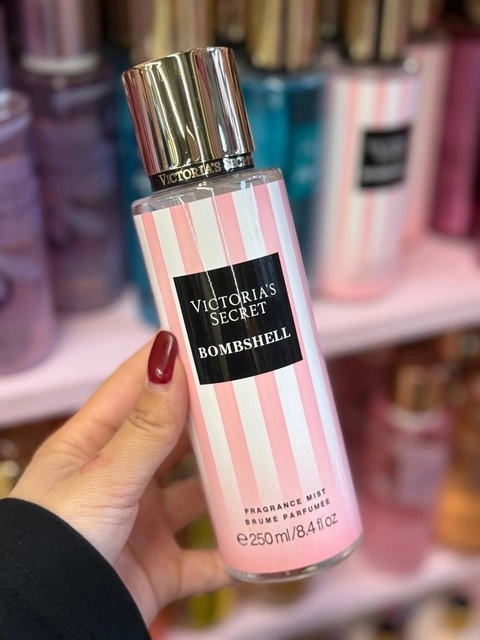 VICTORIA'S SECRET
VICTORIA'S
SECRET
BOMBSHELL
FRAGRANCE MIST
BRUME PARFUMÉE
℮250 ml/8.4 fl oz